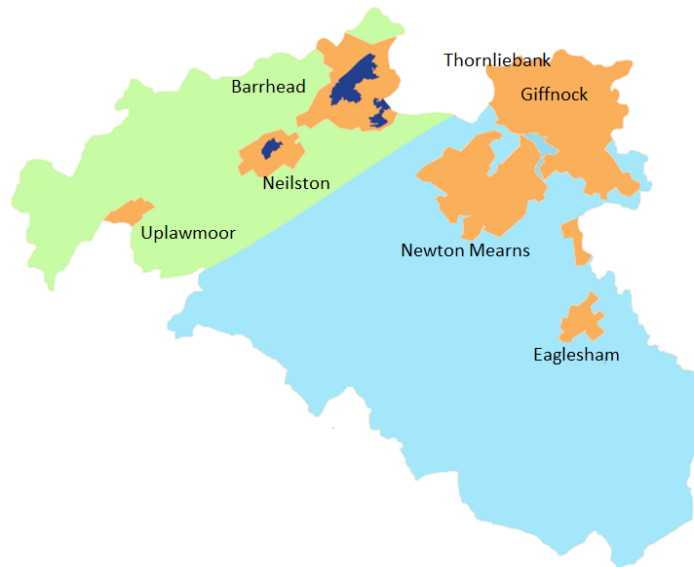 Thornliebank
Barrhead
Giffnock
Neilston
Uplawmoor
Newton Mearns
Eaglesham